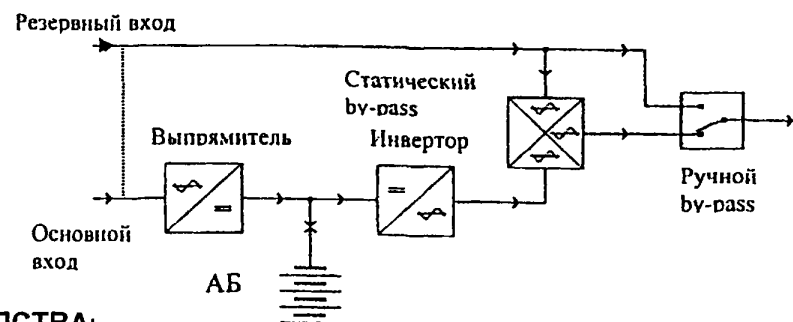 Резервный вход
Статический
by-pass
Выпрямитель
Инвертор
Ручной
by-pass
Основной
вход
АБ